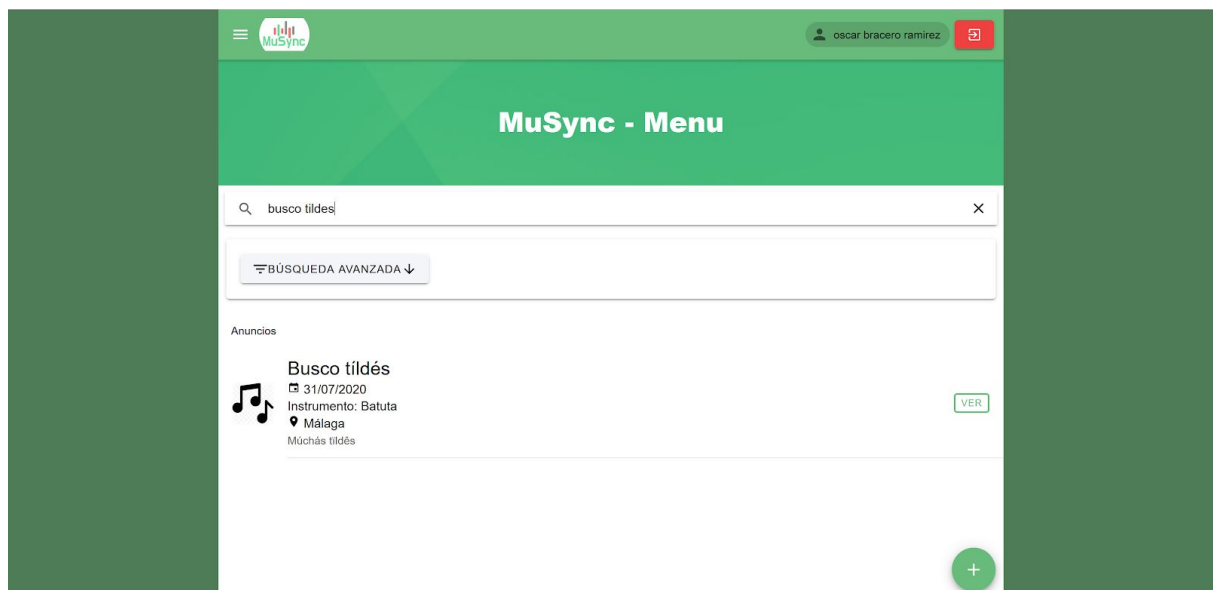 MuSync
oscar bracero ramirez
MuSync - Menu
busco tildes
BÚSQUEDA AVANZADA
Anuncios
Busco tíldés
31/07/2020
Instrumento: Batuta
Málaga
Múchás tíldês
VER